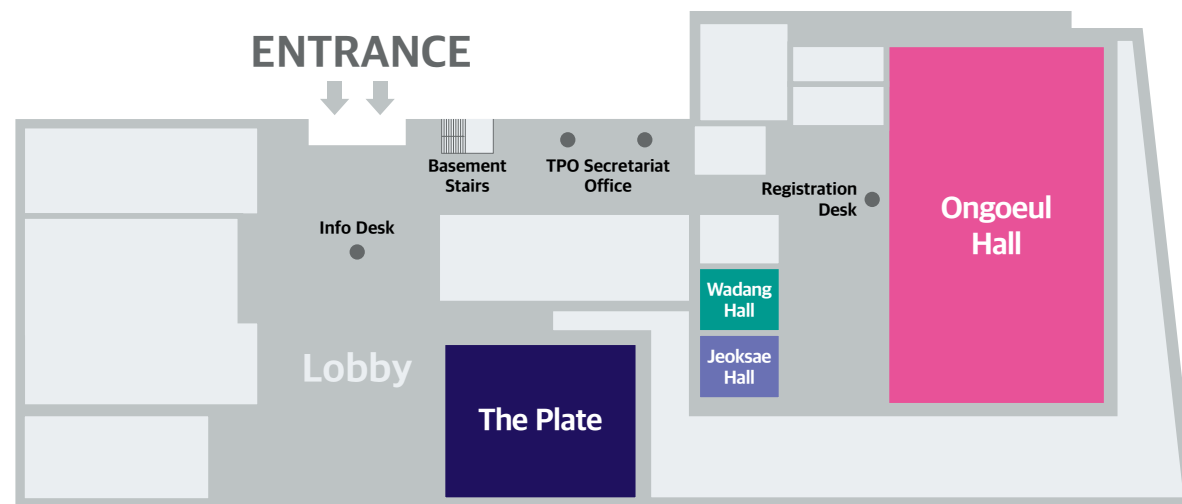 ENTRANCE
Basement
Stairs
TPO Secretariat
Office
Registration
Desk
Ongoeul
Hall
Info Desk
Wadang
Hall
Lobby
Jeoksae
Hall
The Plate